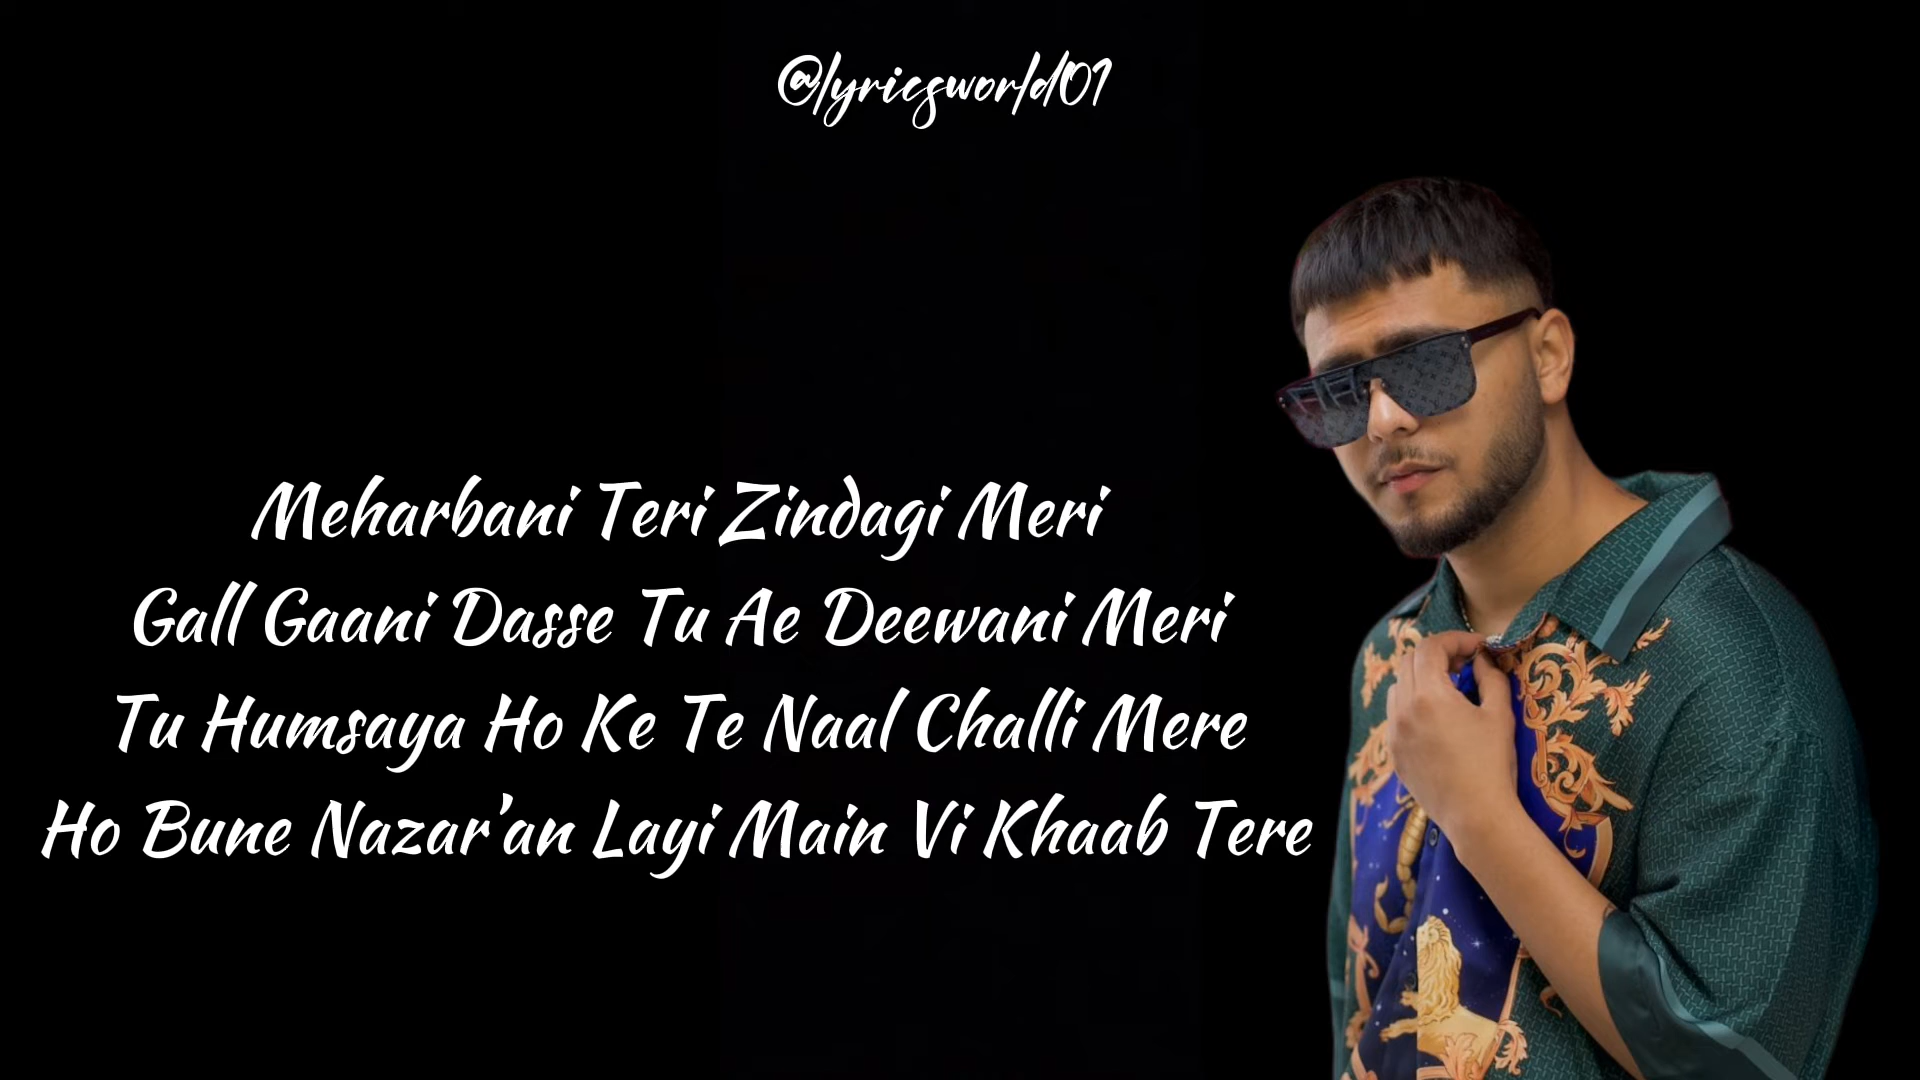 @lyricsworld01
Meharbani Teri Zindagi Meri
Gall Gaani Dasse Tu Ae Deewani Meri
Tu Humsaya Ho Ke Te Naal Challi Mere
Ho Bune Nazar'an Layi Main Vi Khaab Tere